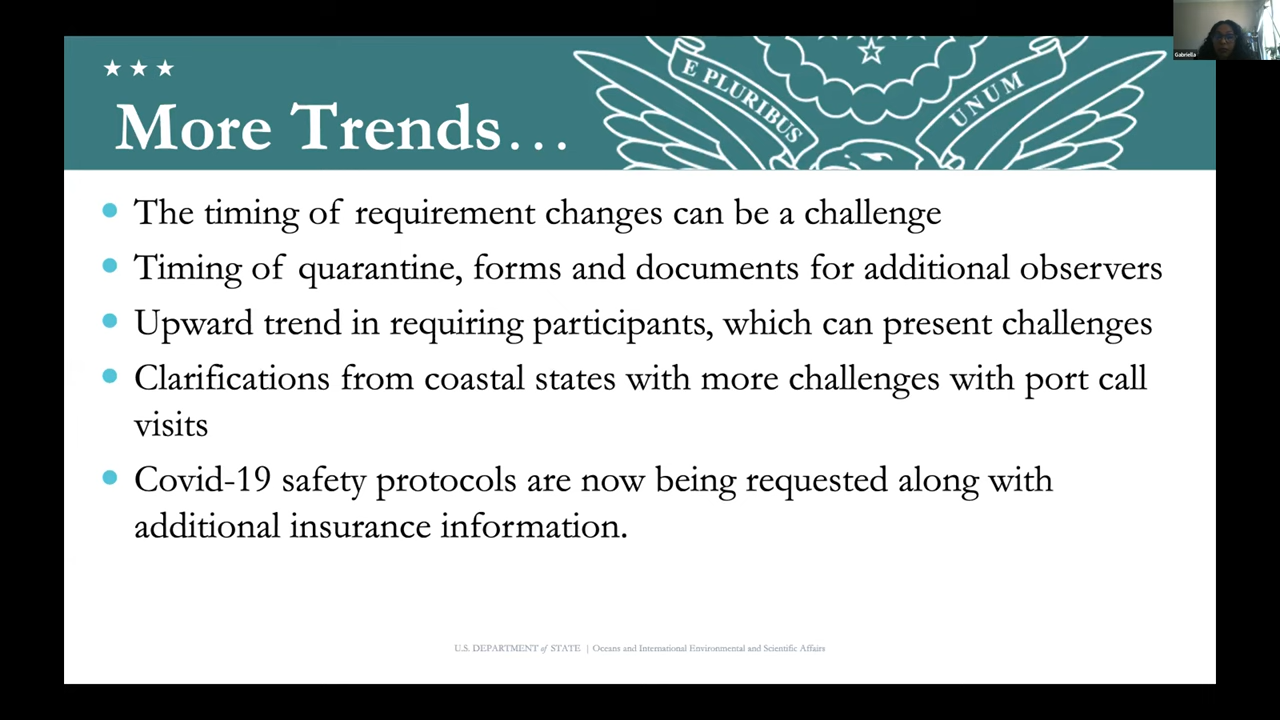 Gabriella
E PLURIBUS
UNUM
More Trends...
The timing of requirement changes can be a challenge
Timing of quarantine, forms and documents for additional observers
Upward trend in requiring participants, which can present challenges
Clarifications from coastal states with more challenges with port call
visits
Covid-19 safety protocols are now being requested along with
additional insurance information.
U.S. DEPARTMENT of STATE | Oceans and International Environmental and Scientific Affairs